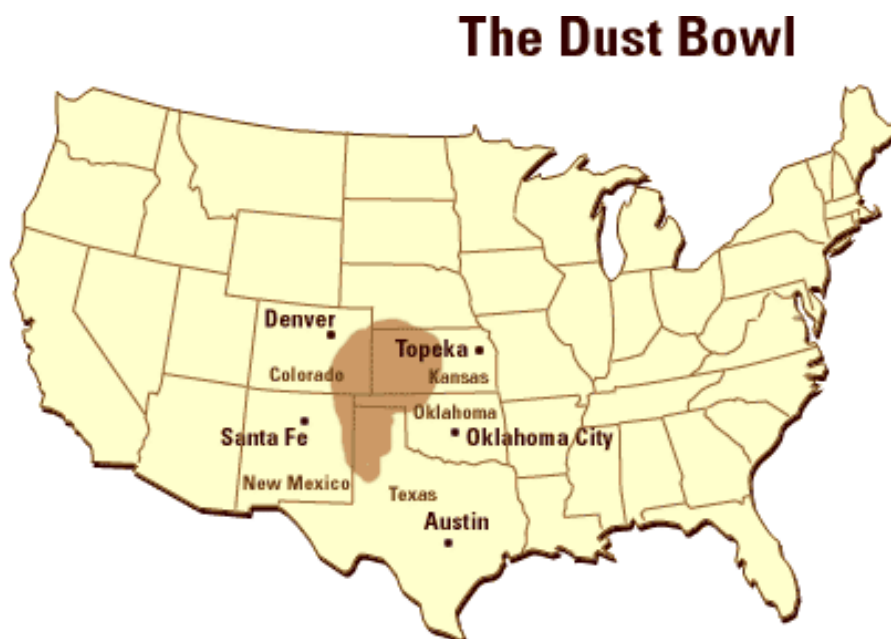 The Dust Bowl
Denver
Topeka
Colorado
Kansas
Oklahoma
Santa Fe
Oklahoma City
New Mexico
Texas
Austin